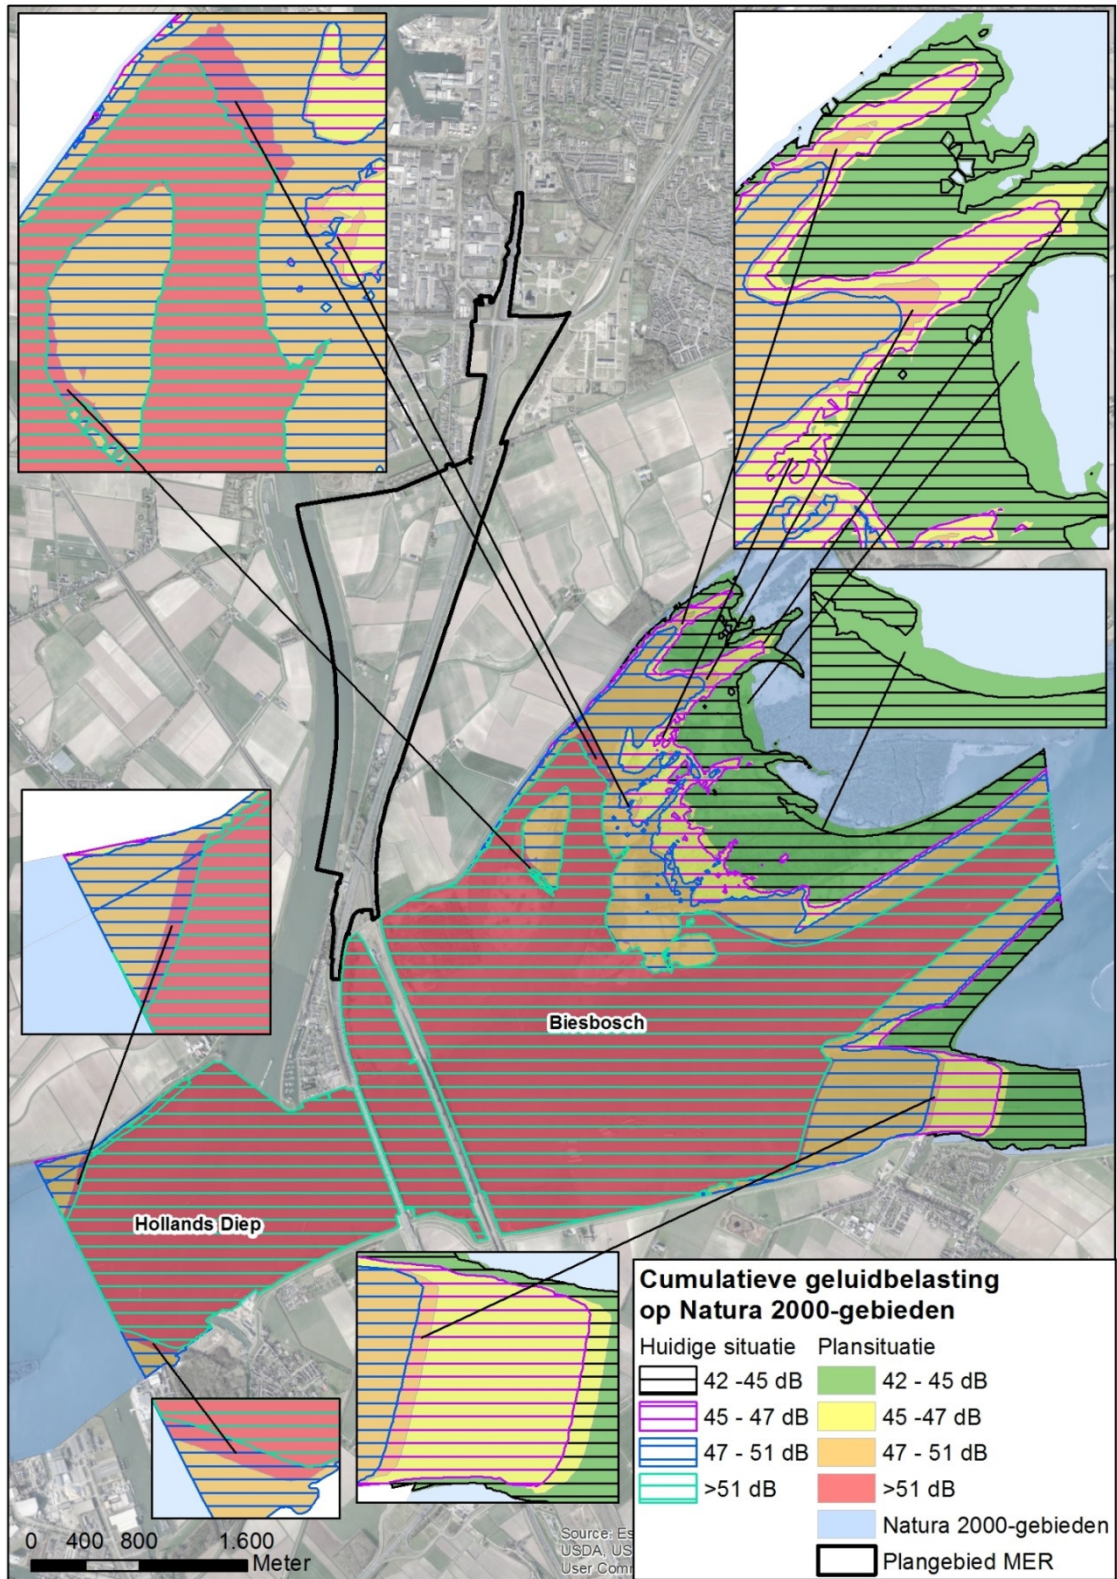 Biesbosch
Hollands Diep
Cumulatieve geluidbelasting
op Natura 2000-gebieden
Huidige situatie Plansituatie
42 -45 dB 42 - 45 dB
45 - 47 dB 45 -47 dB
47 - 51 dB 47 - 51 dB
>51 dB >51 dB
Natura 2000-gebieden
Plangebied MER
0 400 800 1.600
Meter
Source: Es
USDA, US
User Com